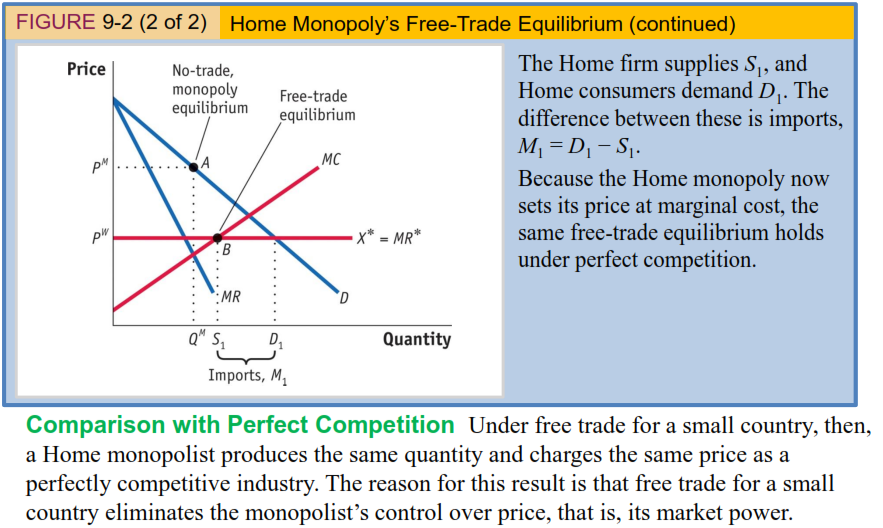 FIGURE 9-2 (2 of 2) Home Monopoly's Free-Trade Equilibrium (continued)
Price
No-trade,
monopoly
equilibrium
Free-trade
equilibrium
P^M
A
MC
P^W
B
X* = MR*
MR
D
Q^M S₁ D₁
Quantity
Imports, M₁
The Home firm supplies S₁, and
Home consumers demand D₁. The
difference between these is imports,
M₁ = D₁ – S₁.
Because the Home monopoly now
sets its price at marginal cost, the
same free-trade equilibrium holds
under perfect competition.
Comparison with Perfect Competition Under free trade for a small country, then,
a Home monopolist produces the same quantity and charges the same price as a
perfectly competitive industry. The reason for this result is that free trade for a small
country eliminates the monopolist's control over price, that is, its market power.